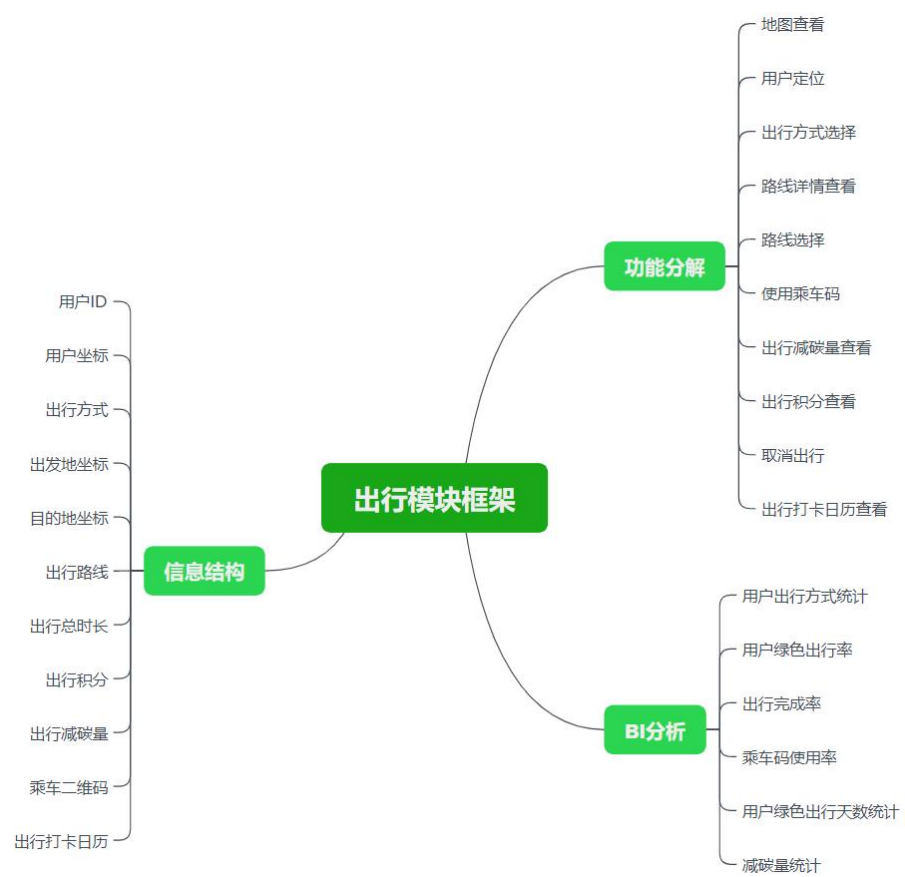 出行模块框架
功能分解
地图查看
用户定位
出行方式选择
路线详情查看
路线选择
使用乘车码
出行减碳量查看
出行积分查看
取消出行
出行打卡日历查看
信息结构
用户ID
用户坐标
出行方式
出发地坐标
目的地坐标
出行路线
出行总时长
出行积分
出行减碳量
乘车二维码
出行打卡日历
BI分析
用户出行方式统计
用户绿色出行率
出行完成率
乘车码使用率
用户绿色出行天数统计
减碳量统计